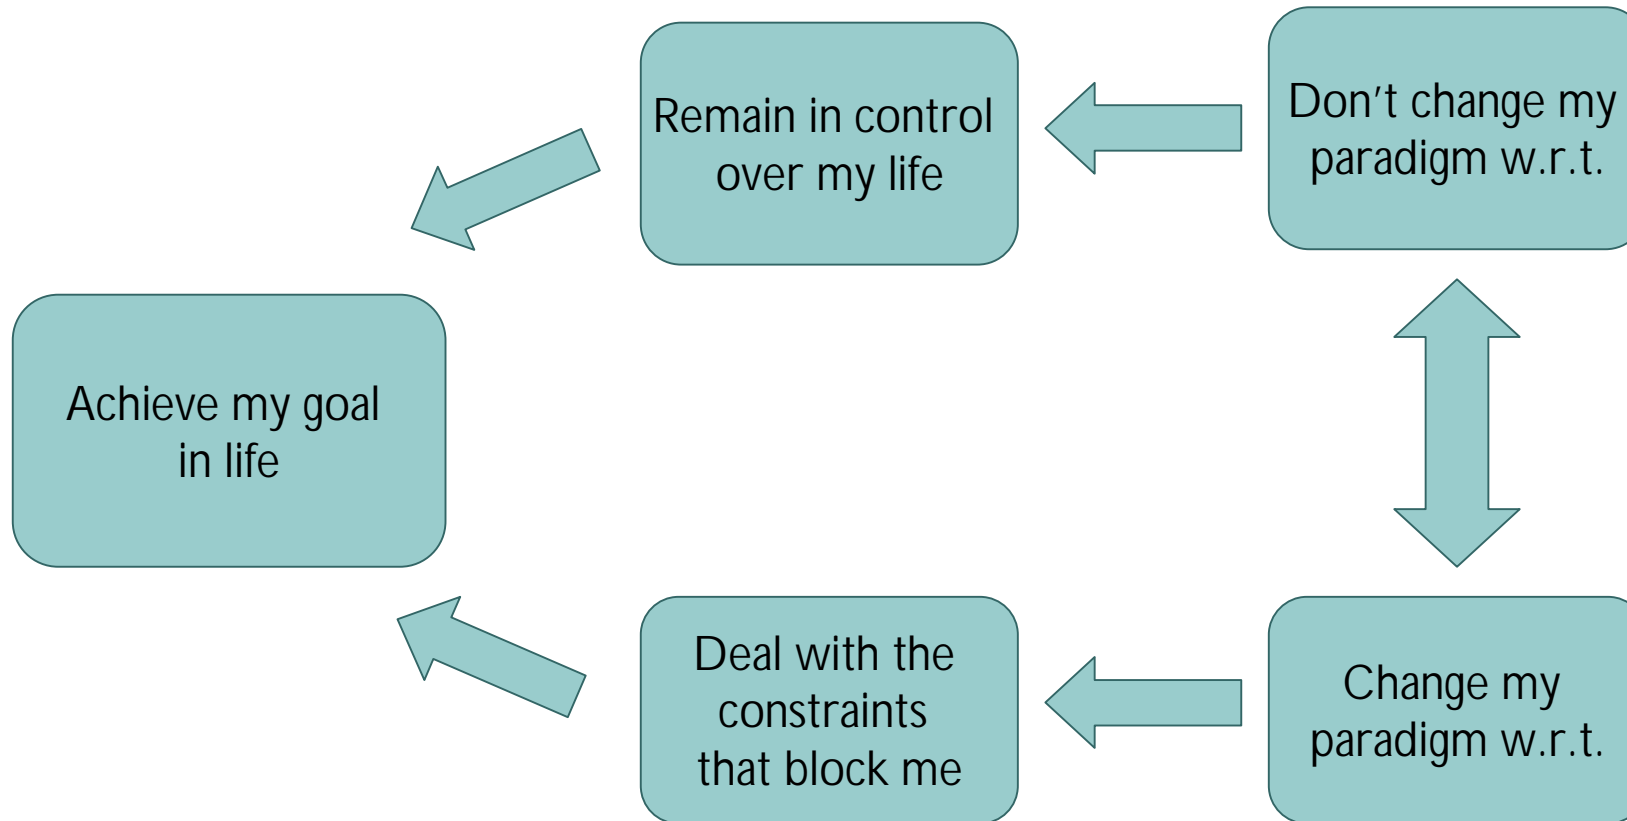 Remain in control
over my life
Don't change my
paradigm w.r.t.
Achieve my goal
in life
Deal with the
constraints
that block me
Change my
paradigm w.r.t.